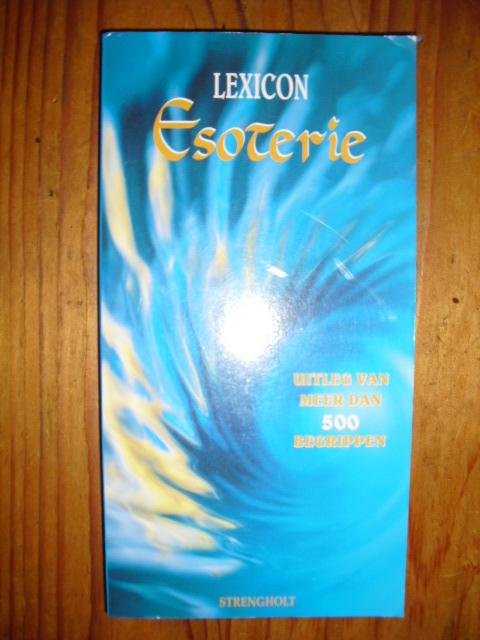 LEXICON
Esoterie
UITLEG VAN
MEER DAN
500
BEGRIPPEN
STRENGHOLT